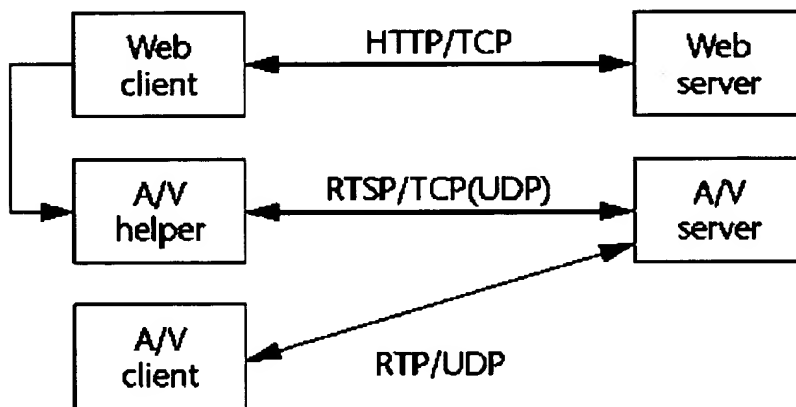 Web
client
HTTP/TCP
Web
server
A/V
helper
RTSP/TCP(UDP)
A/V
server
A/V
client
RTP/UDP